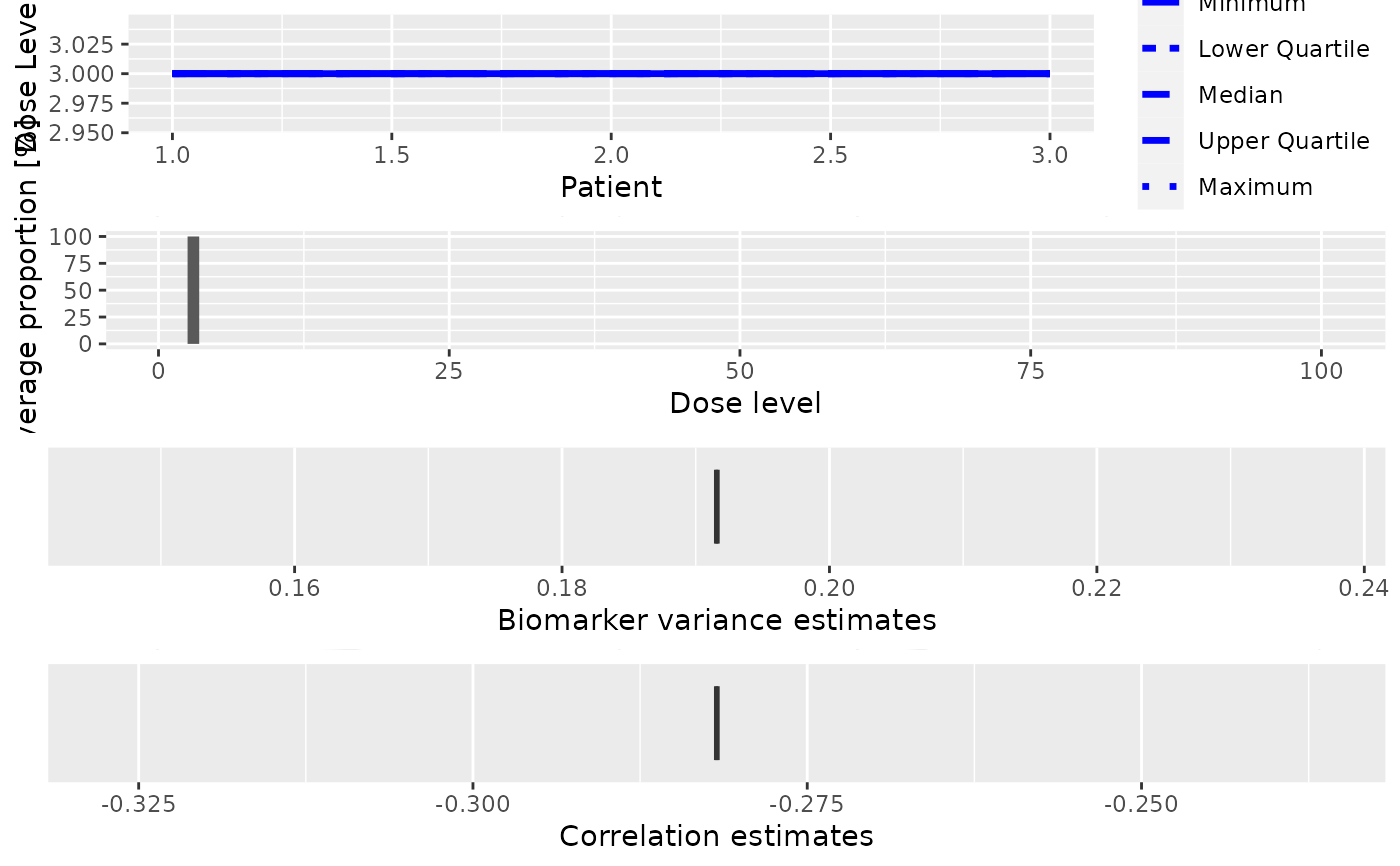 Dose Leve
3.025
3.000
2.975
2.950
1.0 1.5 2.0 2.5 3.0
Patient
Minimum
Lower Quartile
Median
Upper Quartile
Maximum
verage proportion [%]
100
75
50
25
0
0 25 50 75 100
Dose level
0.16 0.18 0.20 0.22 0.24
Biomarker variance estimates
-0.325 -0.300 -0.275 -0.250
Correlation estimates